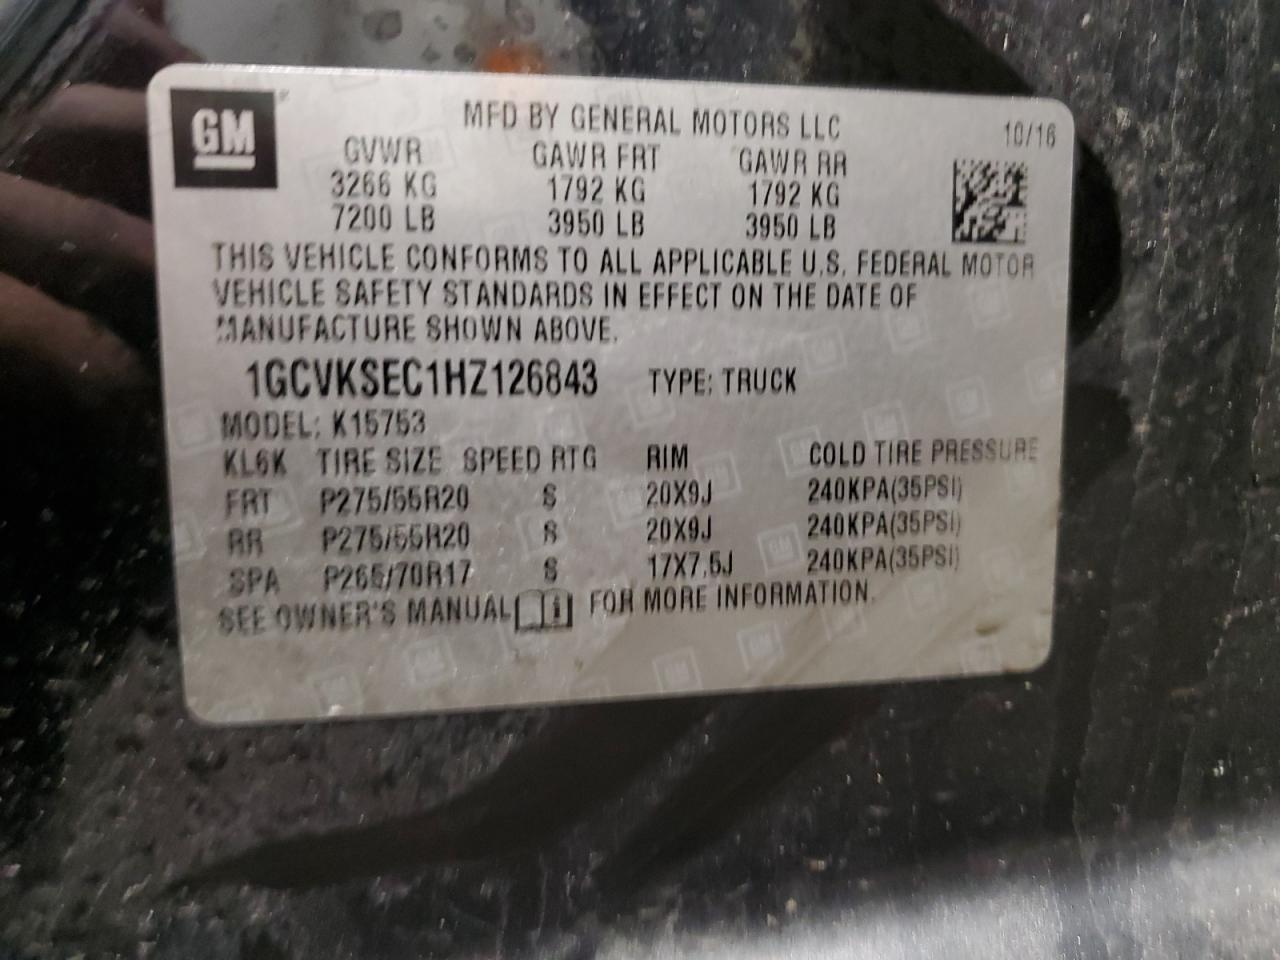 GM
MFD BY GENERAL MOTORS LLC
10/16
GVWR GAWR FRT GAWR RR
3266 KG 1792 KG 1792 KG
7200 LB 3950 LB 3950 LB
THIS VEHICLE CONFORMS TO ALL APPLICABLE U.S. FEDERAL MOTOR
VEHICLE SAFETY STANDARDS IN EFFECT ON THE DATE OF
MANUFACTURE SHOWN ABOVE.
1GCVKSEC1HZ126843 TYPE: TRUCK
MODEL: K15753
KL6K TIRE SIZE SPEED RTG RIM COLD TIRE PRESSURE
FRT P275/55R20 S 20X9J 240KPA(35PSI)
RR P275/55R20 S 20X9J 240KPA(35PSI)
SPA P265/70R17 S 17X7.5J 240KPA(35PSI)
SEE OWNER'S MANUAL FOR MORE INFORMATION.